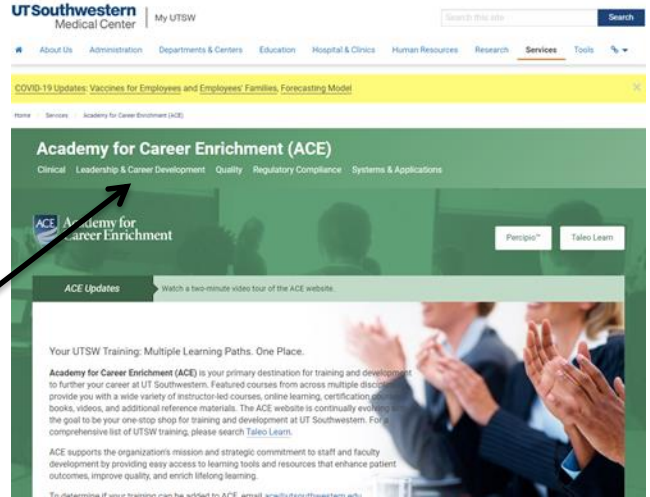 UTSouthwestern
Medical Center
My UTSW
Search this site
Search
About Us Administration Departments & Centers Education Hospital & Clinics Human Resources Research Services Tools
COVID-19 Updates: Vaccines for Employees and Employees' Families, Forecasting Model
Home Services Academy for Career Enrichment (ACE)
Academy for Career Enrichment (ACE)
Clinical Leadership & Career Development Quality Regulatory Compliance Systems & Applications
ACE Academy for
Career Enrichment
Percipio™ Taleo Learn
ACE Updates Watch a two-minute video tour of the ACE website.
Your UTSW Training: Multiple Learning Paths. One Place.
Academy for Career Enrichment (ACE) is your primary destination for training and development
to further your career at UT Southwestern. Featured courses from across multiple
provide you with a wide variety of instructor-led courses, online learning, certification
books, videos, and additional reference materials. The ACE website is continually
the goal to be your one-stop shop for training and development at UT Southwestern. For a
comprehensive list of UTSW training, please search Taleo Learn.
ACE supports the organization's mission and strategic commitment to staff and faculty
development by providing easy access to learning tools and resources that enhance patient
outcomes, improve quality, and enrich lifelong learning.
To determine if your training can be added to ACE, email ace@utsouthwestern.edu